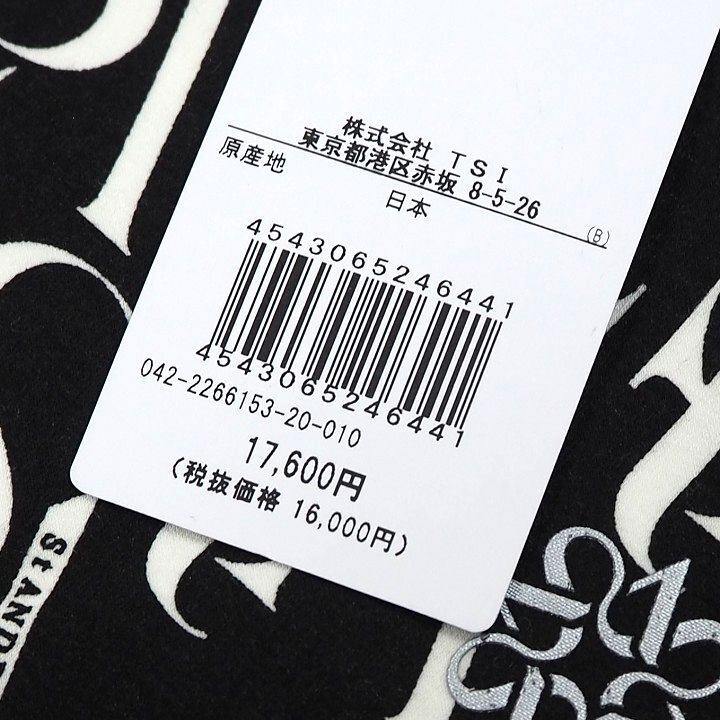 株式会社 TSI
東京都港区赤坂 8-5-26
原産地
日本
(B)
4543065246441
4543065246441
042-2266153-20-010
17,600円
(税抜価格 16,000円)